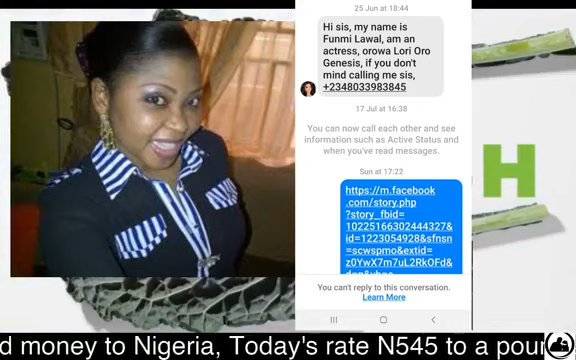 25 Jun at 18:44
Hi sis, my name is
Funmi Lawal, am an
actress, orowa Lori Oro
Genesis, if you don't
mind calling me sis,
+2348033983845
17 Jul at 16:38
You can now call each other and see
information such as Active Status and
when you've read messages.
Sun at 17:22
https://m.facebook
.com/story.php
?story_fbid=
10225166302444327&
id=1223054928&sfnsn
=scwspmo&extid=
z0YwX7m7uL2RkOFd&
You can't reply to this conversation.
Learn More
H
d money to Nigeria, Today's rate N545 to a poun